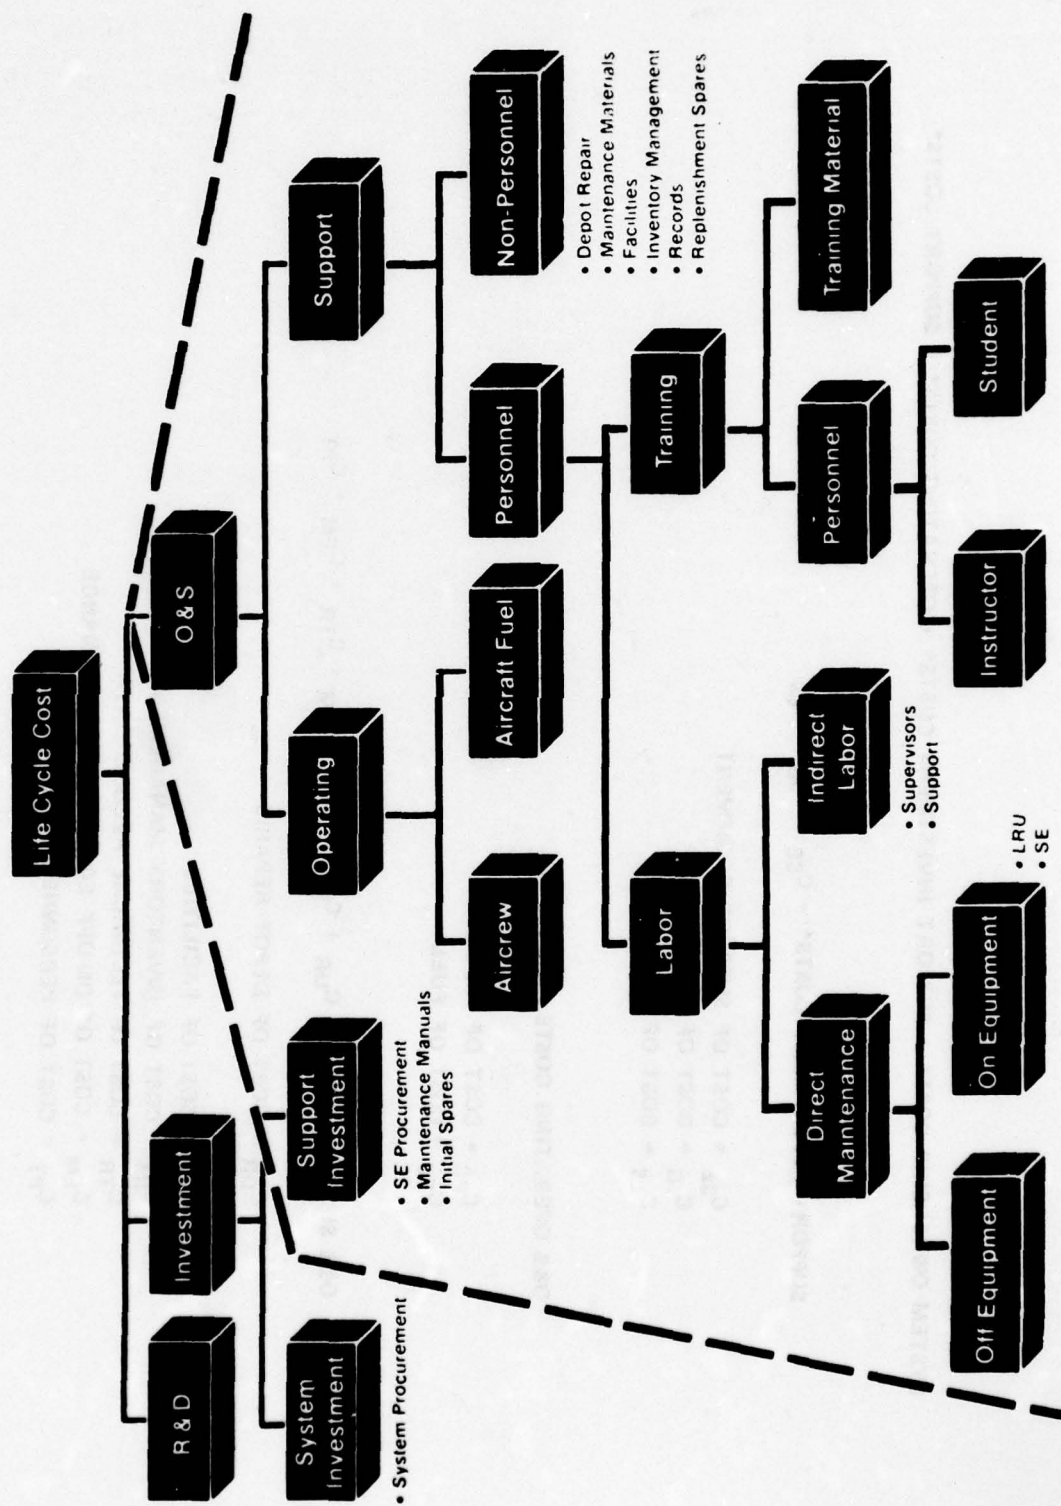 Life Cycle Cost
R & D
Investment
O & S
System
Investment
• System Procurement
Support
Investment
• SE Procurement
• Maintenance Manuals
• Initial Spares
Operating
Support
Aircrew
Aircraft Fuel
Personnel
Non-Personnel
• Depot Repair
• Maintenance Materials
• Facilities
• Inventory Management
• Records
• Replenishment Spares
Labor
Training
Direct
Maintenance
Indirect
Labor
• Supervisors
• Support
Personnel
Training Material
Off Equipment
On Equipment
• LRU
• SE
Instructor
Student